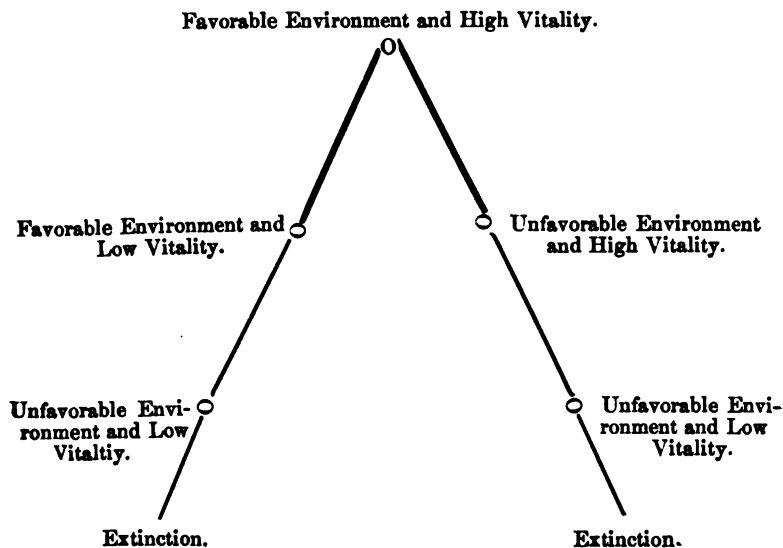 Favorable Environment and High Vitality.
Favorable Environment and
Low Vitality.
Unfavorable Environment
and High Vitality.
Unfavorable Envi-
ronment and Low
Vitaltiy.
Unfavorable Envi-
ronment and Low
Vitality.
Extinction.
Extinction.